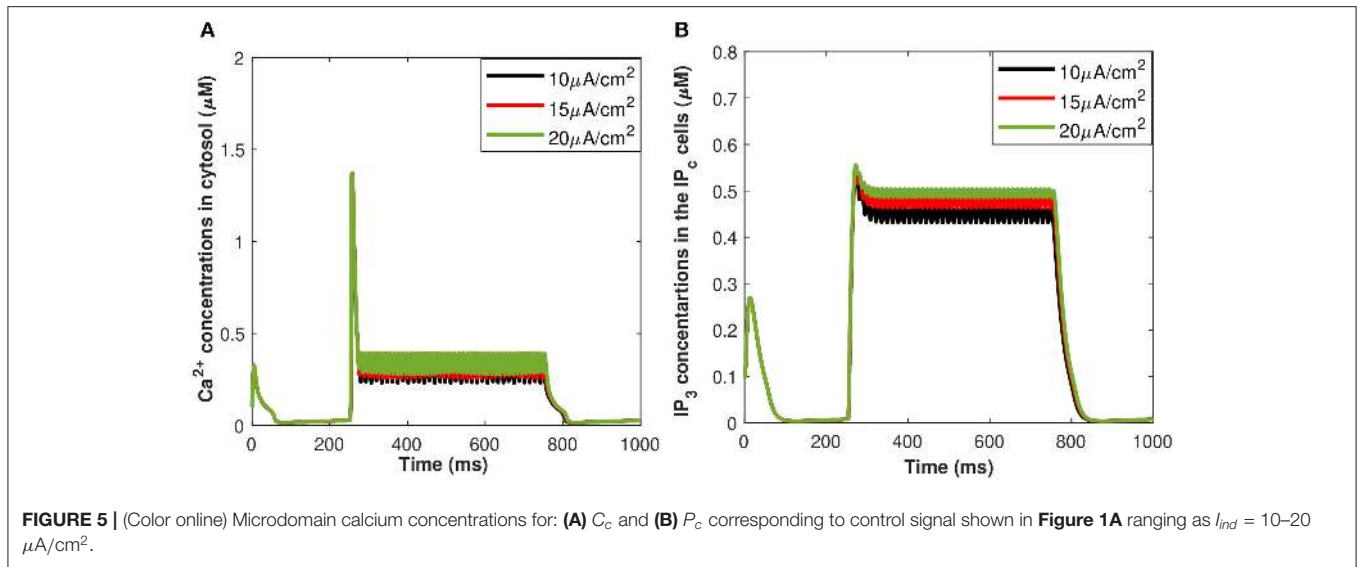 A
Ca2+ concentrations in cytosol (μM)
2
1.5
1
0.5
0
10μA/cm2
15μA/cm2
20μA/cm2
0 200 400 600 800 1000
Time (ms)
B
IP3 concentartions in the IPc cells (μM)
0.8
0.7
0.6
0.5
0.4
0.3
0.2
0.1
0
10μA/cm2
15μA/cm2
20μA/cm2
0 200 400 600 800 1000
Time (ms)
FIGURE 5 | (Color online) Microdomain calcium concentrations for: (A) Cc and (B) Pc corresponding to control signal shown in Figure 1A ranging as Iind = 10–20
μA/cm2.